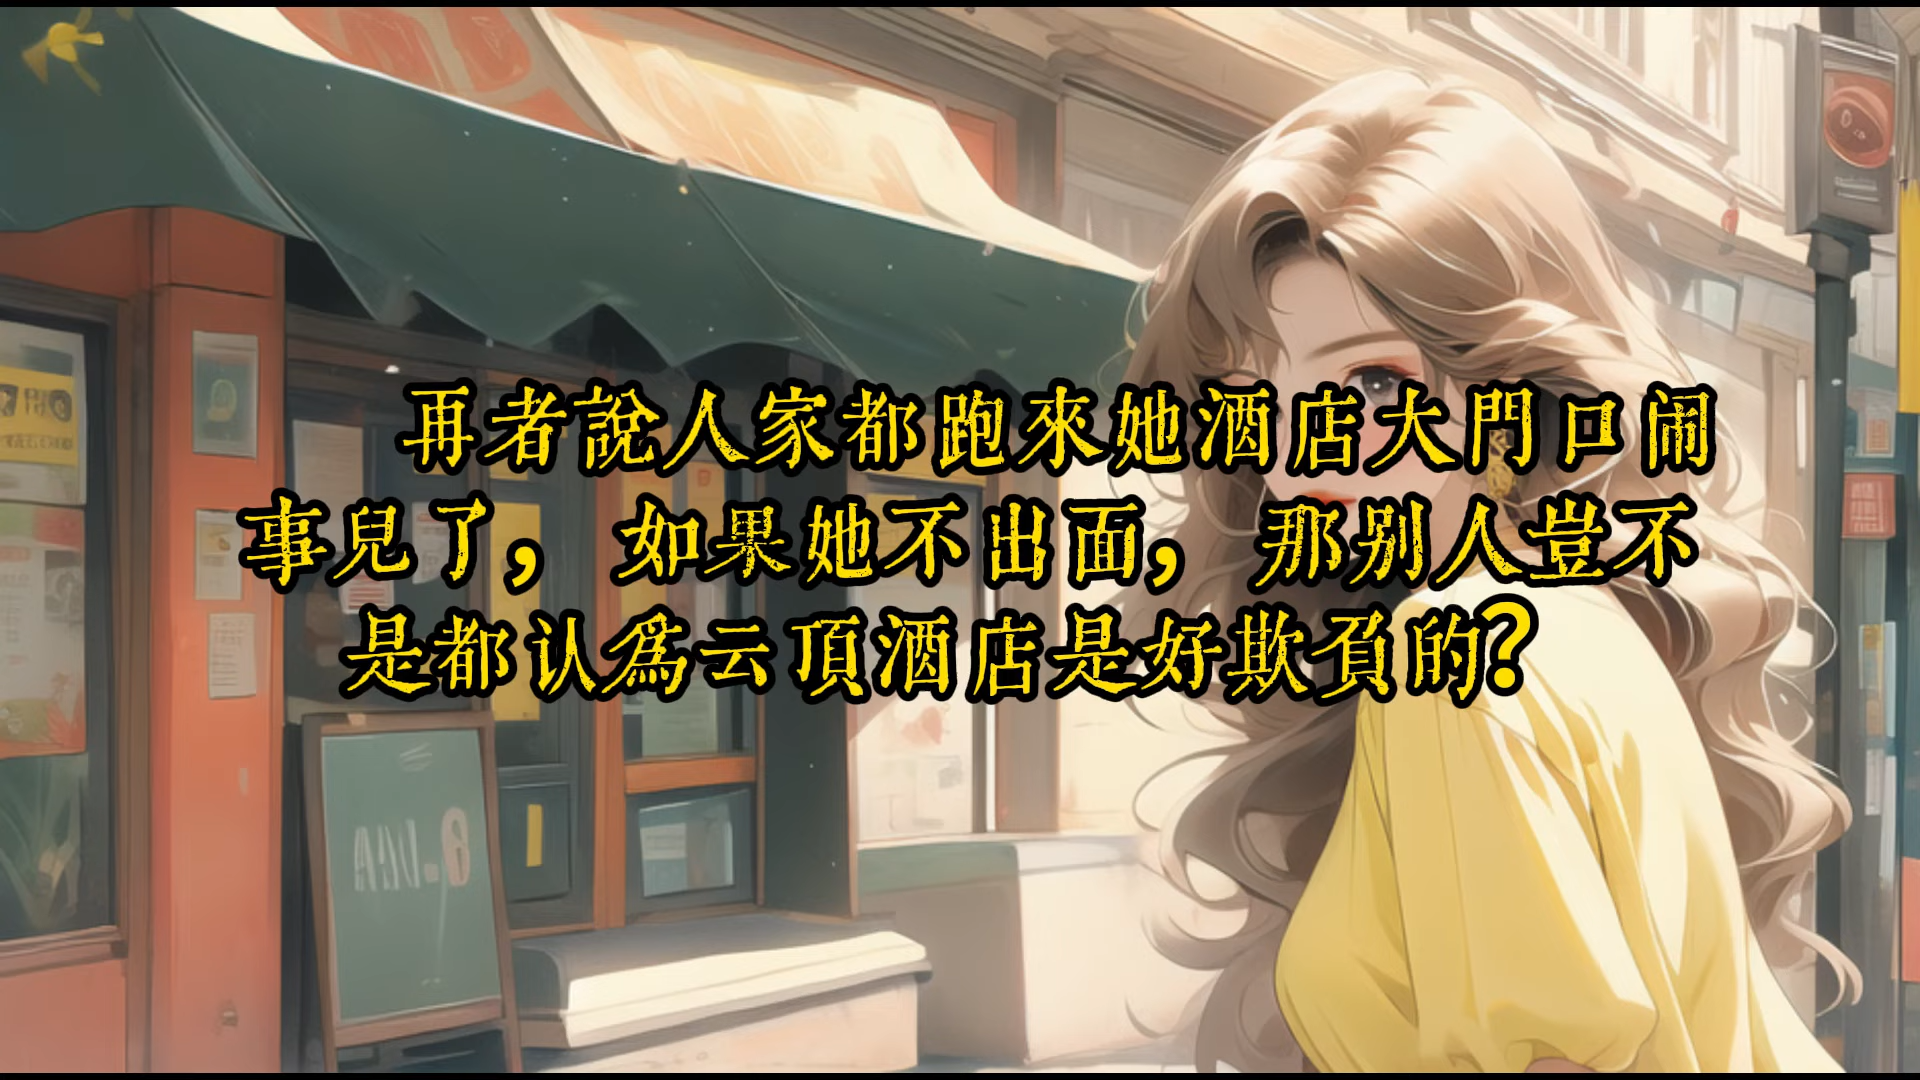 再者說人家都跑來她酒店大門口闹
事兒了，如果她不出面，那别人豈不
是都认爲云頂酒店是好欺負的？